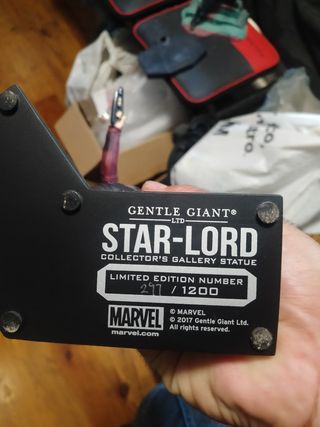 GENTLE GIANT®
LTD
STAR-LORD
COLLECTOR'S GALLERY STATUE
LIMITED EDITION NUMBER
297 / 1200
MARVEL
marvel.com
© MARVEL
© 2017 Gentle Giant Ltd.
All rights reserved.